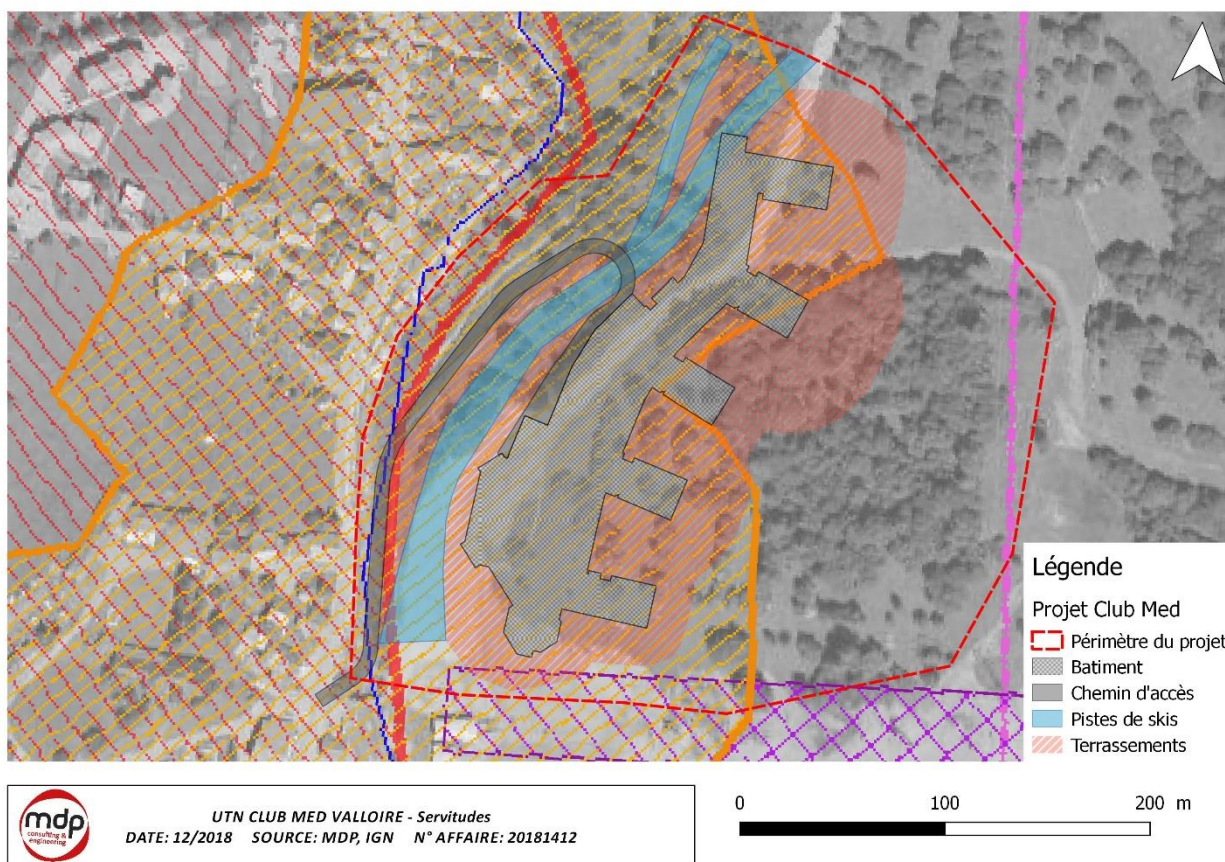 Légende
Projet Club Med
Périmètre du projet
Batiment
Chemin d'accès
Pistes de skis
Terrassements
mdp
consulting &
engineering
UTN CLUB MED VALLOIRE - Servitudes
DATE: 12/2018 SOURCE: MDP, IGN N° AFFAIRE: 20181412
0 100 200 m